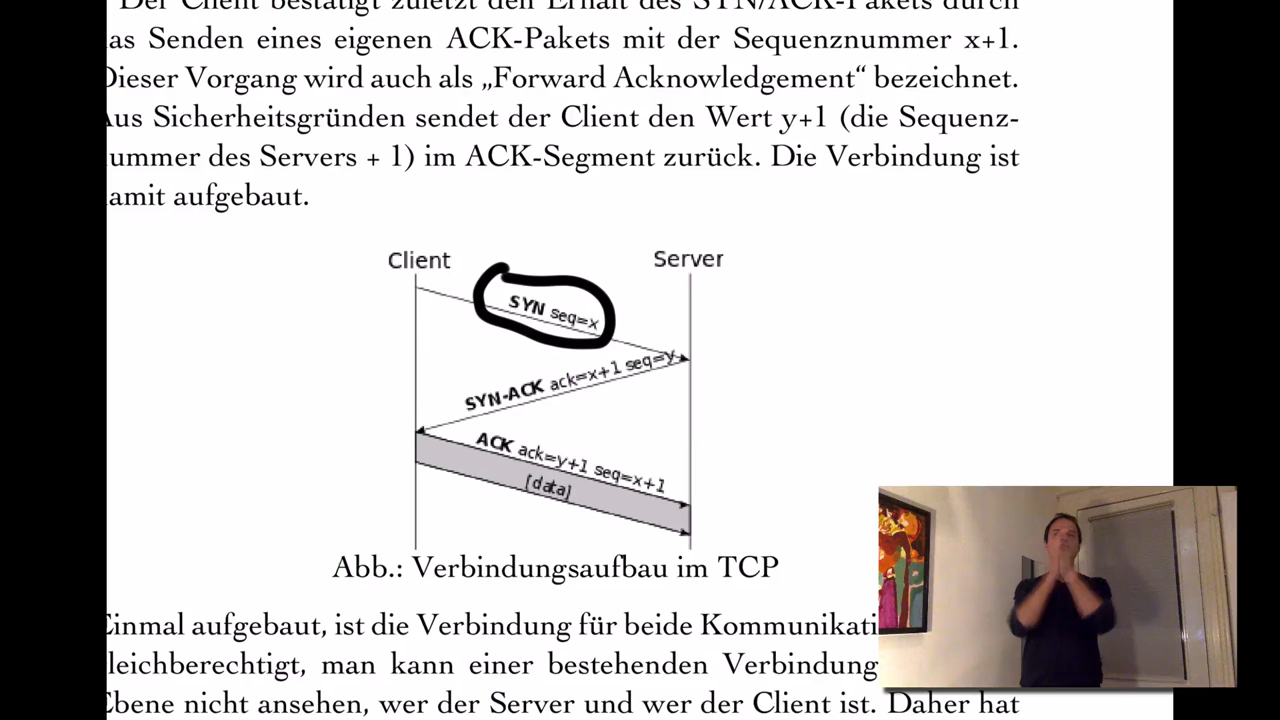 Der Client bestätigt zuletzt den Erhalt des SYN/ACK-Pakets durch
das Senden eines eigenen ACK-Pakets mit der Sequenznummer x+1.
Dieser Vorgang wird auch als „Forward Acknowledgement“ bezeichnet.
Aus Sicherheitsgründen sendet der Client den Wert y+1 (die Sequenz-
ummer des Servers + 1) im ACK-Segment zurück. Die Verbindung ist
amit aufgebaut.
Client Server
SYN seq=x
SYN-ACK ack=x+1 seq=y
ACK ack=y+1 seq=x+1
[data]
Abb.: Verbindungsaufbau im TCP
Einmal aufgebaut, ist die Verbindung für beide Kommunikati
leichberechtigt, man kann einer bestehenden Verbindung
Ebene nicht ansehen, wer der Server und wer der Client ist. Daher hat